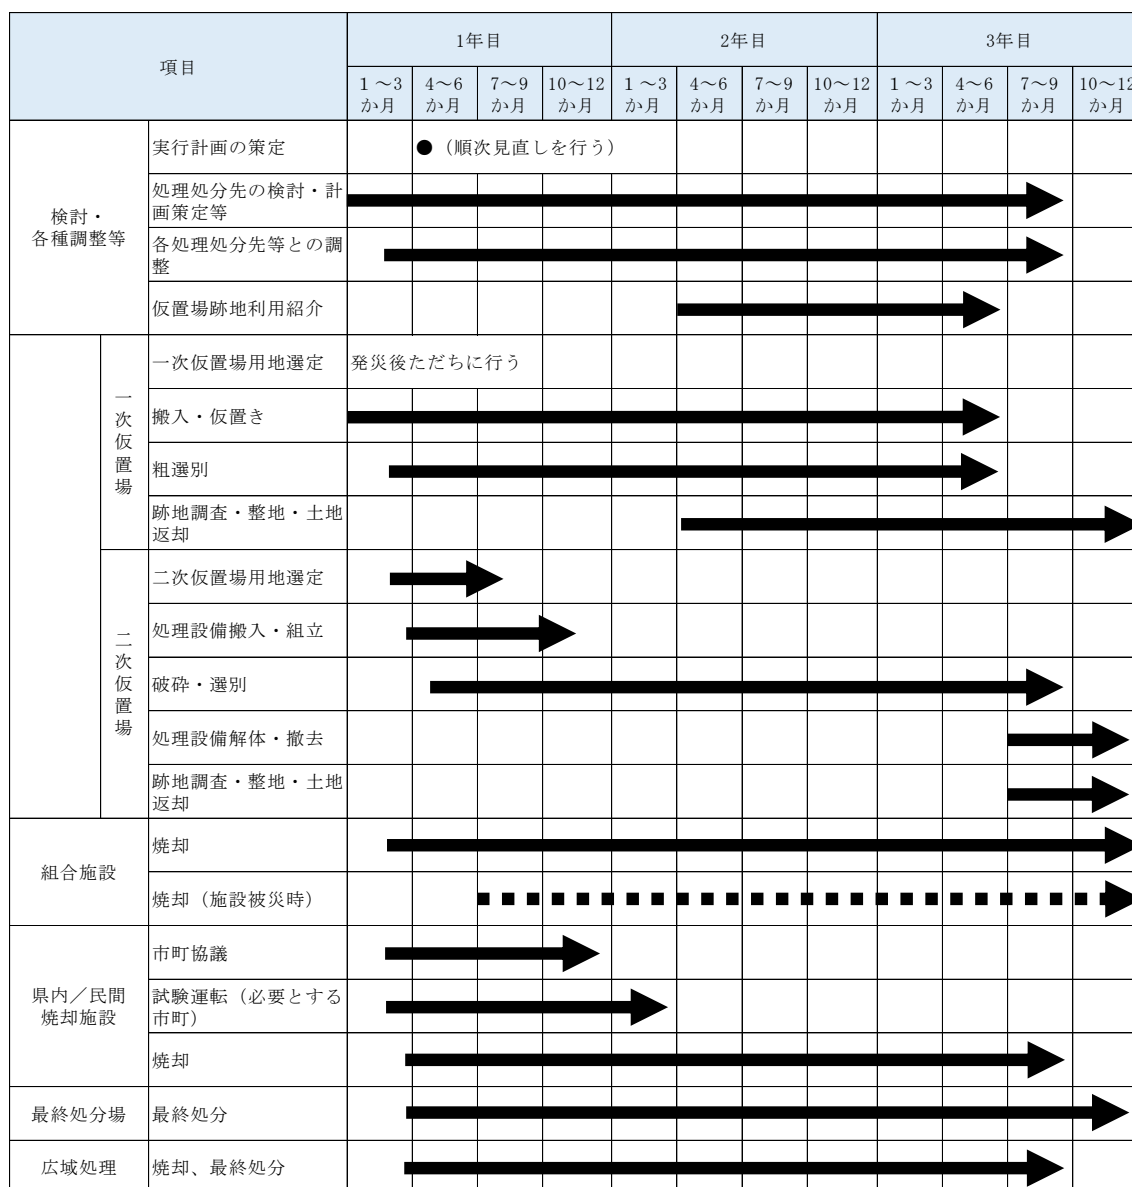 項目
1年目
2年目
3年目
1～3
か月
4～6
か月
7～9
か月
10～12
か月
1～3
か月
4～6
か月
7～9
か月
10～12
か月
1～3
か月
4～6
か月
7～9
か月
10～12
か月
検討・
各種調整等
実行計画の策定
●（順次見直しを行う）
処理処分先の検討・計
画策定等
各処理処分先等との調
整
仮置場跡地利用紹介
一次仮置場
一次仮置場用地選定
発災後ただちに行う
搬入・仮置き
粗選別
跡地調査・整地・土地
返却
二次仮置場
二次仮置場用地選定
処理設備搬入・組立
破砕・選別
処理設備解体・撤去
跡地調査・整地・土地
返却
組合施設
焼却
焼却（施設被災時）
県内／民間
焼却施設
市町協議
試験運転（必要とする
市町）
焼却
最終処分場
最終処分
広域処理
焼却、最終処分